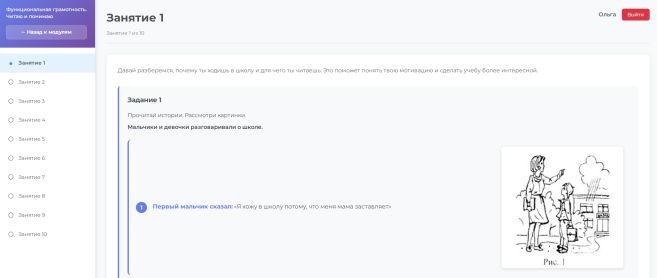 Функциональная грамотность.
Читаю и понимаю
← Назад к модулям
Занятие 1
Занятие 2
Занятие 3
Занятие 4
Занятие 5
Занятие 6
Занятие 7
Занятие 8
Занятие 9
Занятие 10
Занятие 1
Ольга
Выйти
Занятие 1 из 10
Давай разберемся, почему ты ходишь в школу и для чего ты читаешь. Это поможет понять твою мотивацию и сделать учебу более интересной.
Задание 1
Прочитай истории. Рассмотри картинки.
Мальчики и девочки разговаривали о школе.
1 Первый мальчик сказал: «Я хожу в школу потому, что меня мама заставляет»
Рис. 1